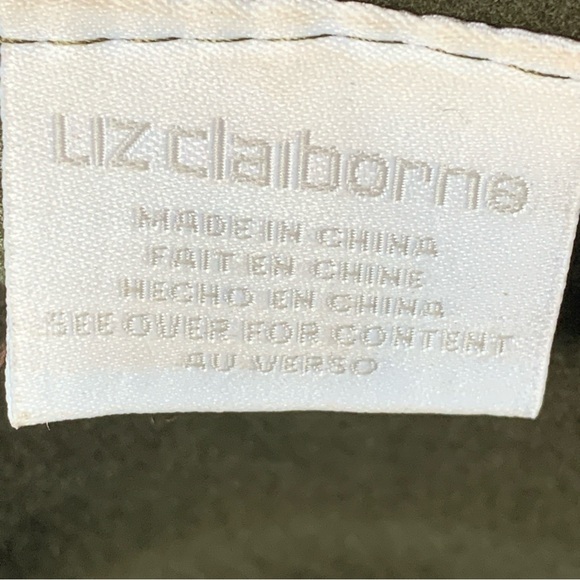 Liz claiborne
MADE IN CHINA
FAIT EN CHINE
HECHO EN CHINA
SEE OVER FOR CONTENT
AU VERSO